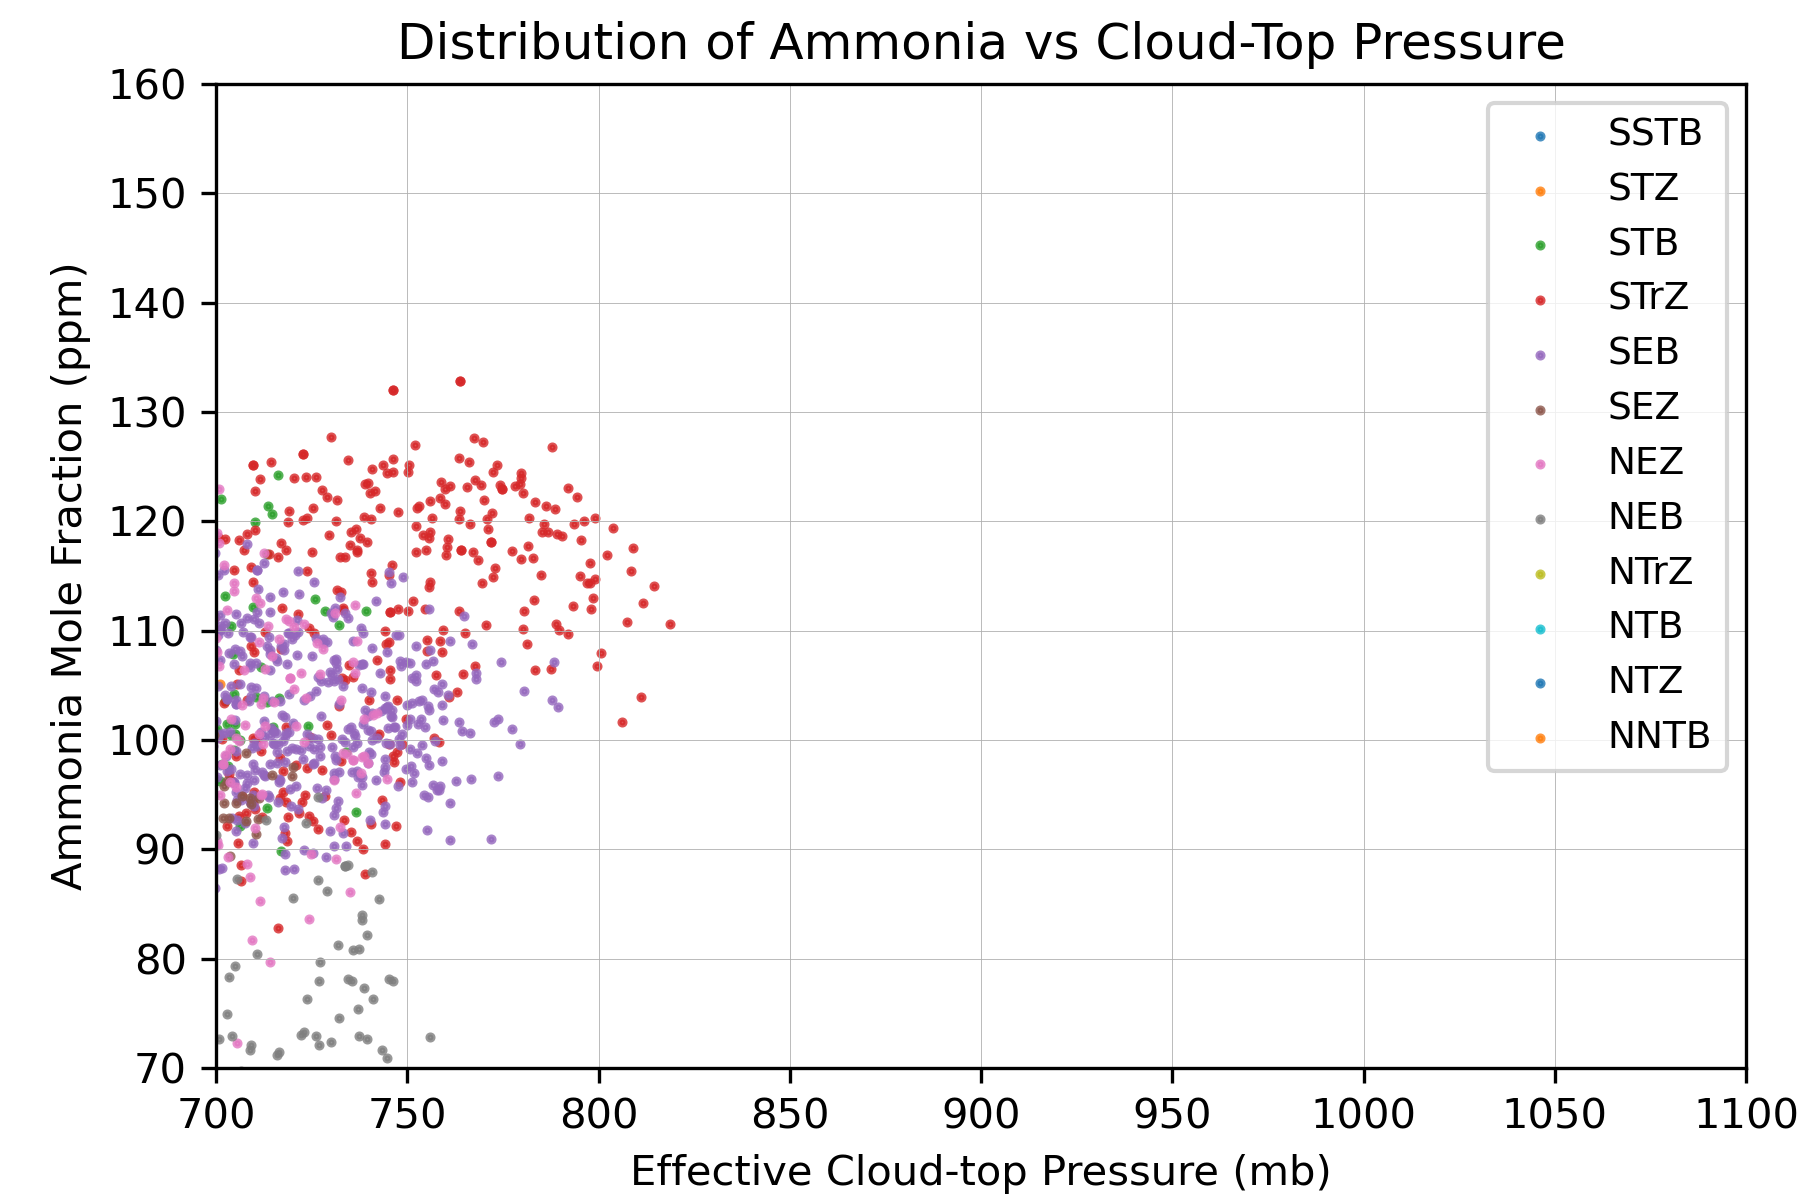 Distribution of Ammonia vs Cloud-Top Pressure
160
150
140
130
120
110
100
90
80
70
Ammonia Mole Fraction (ppm)
SSTB
STZ
STB
STrZ
SEB
SEZ
NEZ
NEB
NTrZ
NTB
NTZ
NNTB
700 750 800 850 900 950 1000 1050 1100
Effective Cloud-top Pressure (mb)